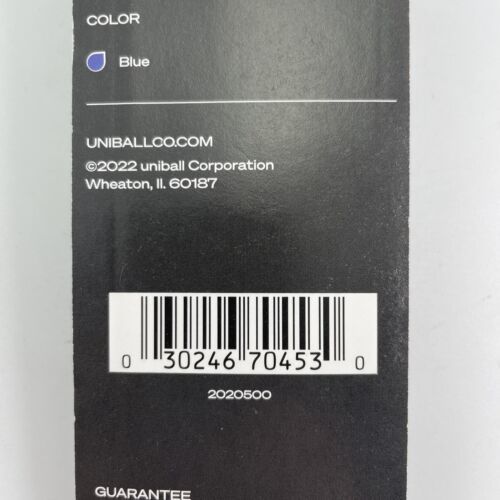 COLOR
Blue
UNIBALLCO.COM
©2022 uniball Corporation
Wheaton, Il. 60187
0 30246 70453 0
2020500
GUARANTEE